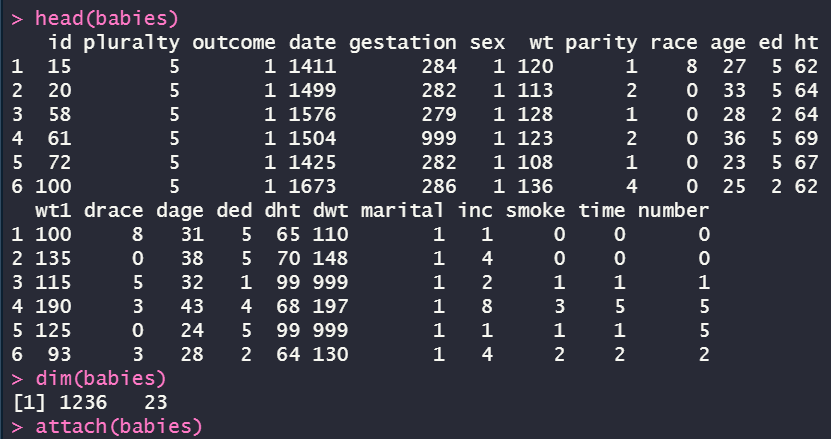 > head(babies)
   id pluralty outcome date gestation sex  wt parity race age ed ht
1  15        5       1 1411       284   1 120      1    8  27  5 62
2  20        5       1 1499       282   1 113      2    0  33  5 64
3  58        5       1 1576       279   1 128      1    0  28  2 64
4  61        5       1 1504       999   1 123      2    0  36  5 69
5  72        5       1 1425       282   1 108      1    0  23  5 67
6 100        5       1 1673       286   1 136      4    0  25  2 62
  wt1 drace dage ded dht dwt marital inc smoke time number
1 100     8   31   5  65 110       1   1     0    0      0
2 135     0   38   5  70 148       1   4     0    0      0
3 115     5   32   1  99 999       1   2     1    1      1
4 190     3   43   4  68 197       1   8     3    5      5
5 125     0   24   5  99 999       1   1     1    1      5
6  93     3   28   2  64 130       1   4     2    2      2
> dim(babies)
[1] 1236   23
> attach(babies)